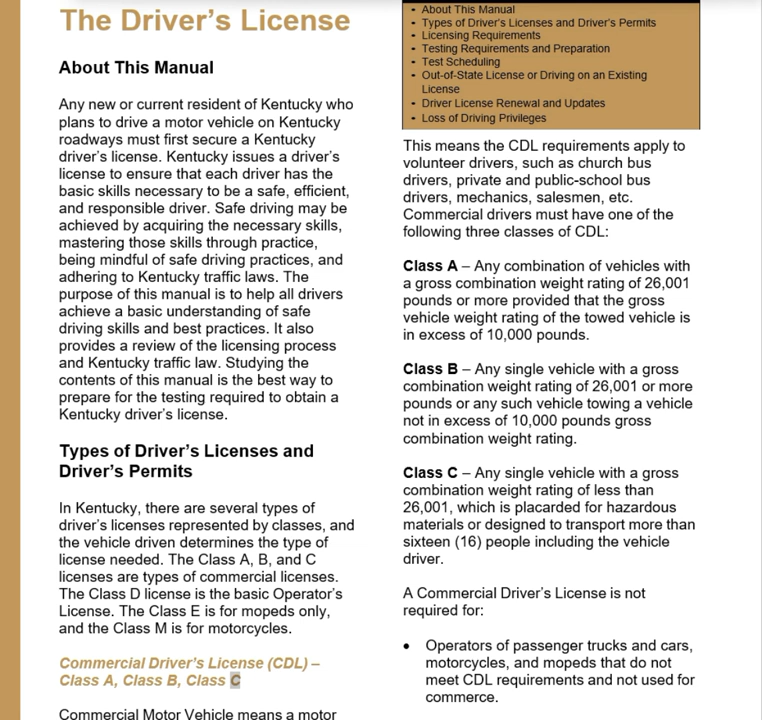 The Driver's License
About This Manual
Any new or current resident of Kentucky who
plans to drive a motor vehicle on Kentucky
roadways must first secure a Kentucky
driver's license. Kentucky issues a driver's
license to ensure that each driver has the
basic skills necessary to be a safe, efficient,
and responsible driver. Safe driving may be
achieved by acquiring the necessary skills,
mastering those skills through practice,
being mindful of safe driving practices, and
adhering to Kentucky traffic laws. The
purpose of this manual is to help all drivers
achieve a basic understanding of safe
driving skills and best practices. It also
provides a review of the licensing process
and Kentucky traffic law. Studying the
contents of this manual is the best way to
prepare for the testing required to obtain a
Kentucky driver's license.
Types of Driver's Licenses and
Driver's Permits
In Kentucky, there are several types of
driver's licenses represented by classes, and
the vehicle driven determines the type of
license needed. The Class A, B, and C
licenses are types of commercial licenses.
The Class D license is the basic Operator's
License. The Class E is for mopeds only,
and the Class M is for motorcycles.
Commercial Driver's License (CDL) –
Class A, Class B, Class C
Commercial Motor Vehicle means a motor
• About This Manual
• Types of Driver's Licenses and Driver's Permits
• Licensing Requirements
• Testing Requirements and Preparation
• Test Scheduling
• Out-of-State License or Driving on an Existing
License
• Driver License Renewal and Updates
• Loss of Driving Privileges
This means the CDL requirements apply to
volunteer drivers, such as church bus
drivers, private and public-school bus
drivers, mechanics, salesmen, etc.
Commercial drivers must have one of the
following three classes of CDL:
Class A – Any combination of vehicles with
a gross combination weight rating of 26,001
pounds or more provided that the gross
vehicle weight rating of the towed vehicle is
in excess of 10,000 pounds.
Class B – Any single vehicle with a gross
combination weight rating of 26,001 or more
pounds or any such vehicle towing a vehicle
not in excess of 10,000 pounds gross
combination weight rating.
Class C – Any single vehicle with a gross
combination weight rating of less than
26,001, which is placarded for hazardous
materials or designed to transport more than
sixteen (16) people including the vehicle
driver.
A Commercial Driver's License is not
required for:
• Operators of passenger trucks and cars,
motorcycles, and mopeds that do not
meet CDL requirements and not used for
commerce.